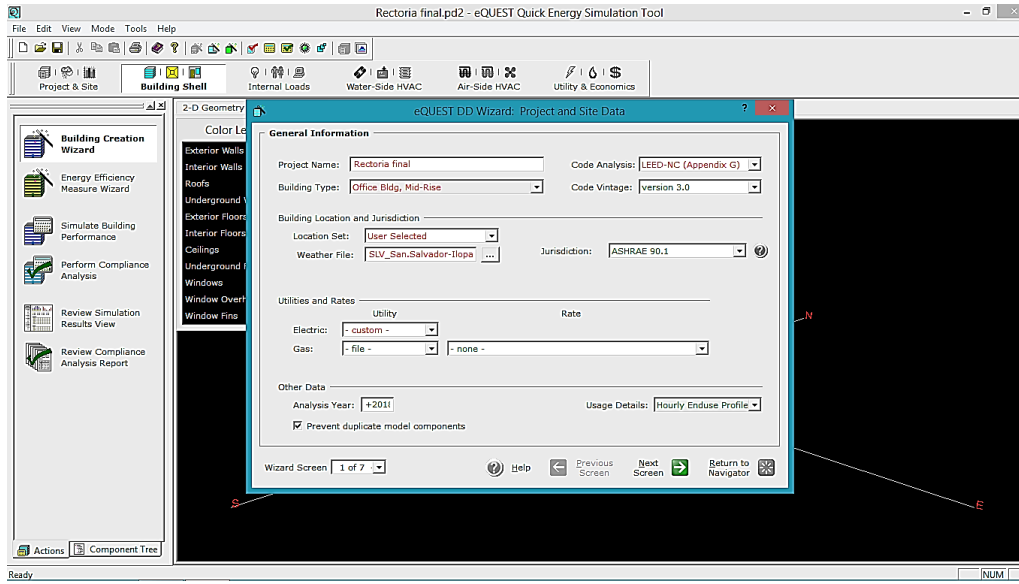 Rectoria final.pd2 - eQUEST Quick Energy Simulation Tool
File Edit View Mode Tools Help
Project & Site Building Shell Internal Loads Water-Side HVAC Air-Side HVAC Utility & Economics
Building Creation
Wizard
Energy Efficiency
Measure Wizard
Simulate Building
Performance
Perform Compliance
Analysis
Review Simulation
Results View
Review Compliance
Analysis Report
Actions Component Tree
2-D Geometry
Color Le
Exterior Walls
Interior Walls
Roofs
Underground
Exterior Floors
Interior Floors
Ceilings
Underground
Windows
Window Overh
Window Fins
eQUEST DD Wizard: Project and Site Data
General Information
Project Name: Rectoria final Code Analysis: LEED-NC (Appendix G)
Building Type: Office Bldg, Mid-Rise Code Vintage: version 3.0
Building Location and Jurisdiction
Location Set: User Selected
Weather File: SLV_San.Salvador-Ilopa ... Jurisdiction: ASHRAE 90.1
Utilities and Rates
Utility Rate
Electric: - custom -
Gas: - file - - none -
Other Data
Analysis Year: +201 Usage Details: Hourly Enduse Profile
Prevent duplicate model components
Wizard Screen 1 of 7 Help Previous Screen Next Screen Return to Navigator
N
S
E
Ready NUM